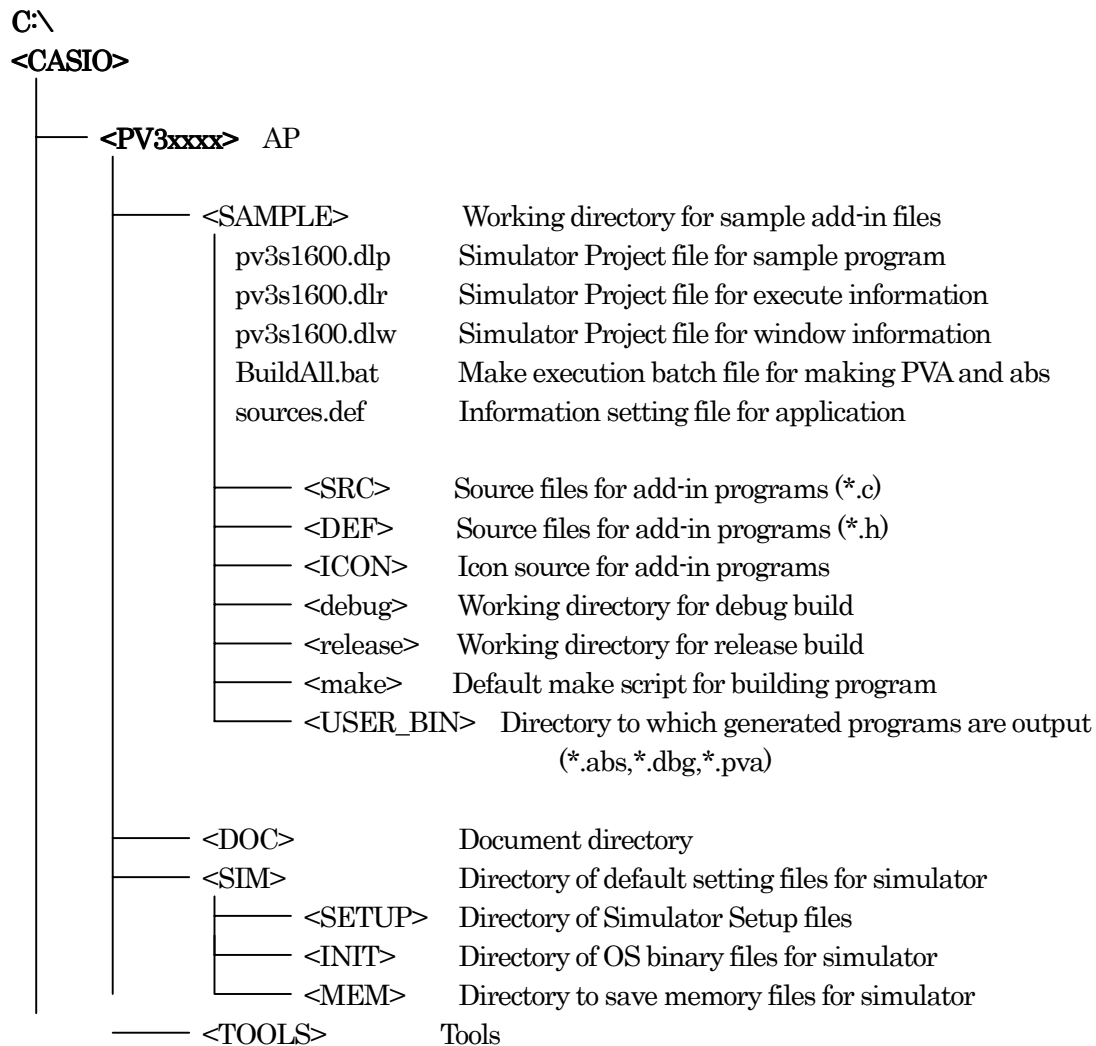 C:\
<CASIO>
<PV3xxxx> AP
<SAMPLE> Working directory for sample add-in files
pv3s1600.dlp Simulator Project file for sample program
pv3s1600.dlr Simulator Project file for execute information
pv3s1600.dlw Simulator Project file for window information
BuildAll.bat Make execution batch file for making PVA and abs
sources.def Information setting file for application
<SRC> Source files for add-in programs (*.c)
<DEF> Source files for add-in programs (*.h)
<ICON> Icon source for add-in programs
<debug> Working directory for debug build
<release> Working directory for release build
<make> Default make script for building program
<USER_BIN> Directory to which generated programs are output
(*.abs,*.dbg,*.pva)
<DOC> Document directory
<SIM> Directory of default setting files for simulator
<SETUP> Directory of Simulator Setup files
<INIT> Directory of OS binary files for simulator
<MEM> Directory to save memory files for simulator
<TOOLS> Tools